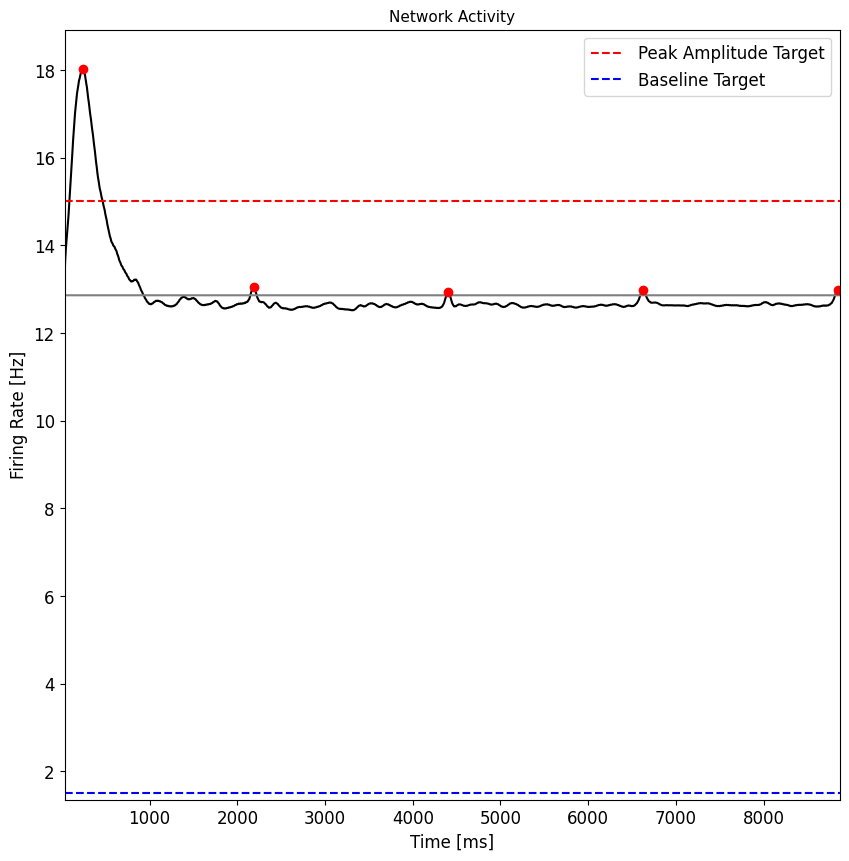 Network Activity
Peak Amplitude Target
Baseline Target
18
16
14
12
10
8
6
4
2
Firing Rate [Hz]
1000 2000 3000 4000 5000 6000 7000 8000
Time [ms]